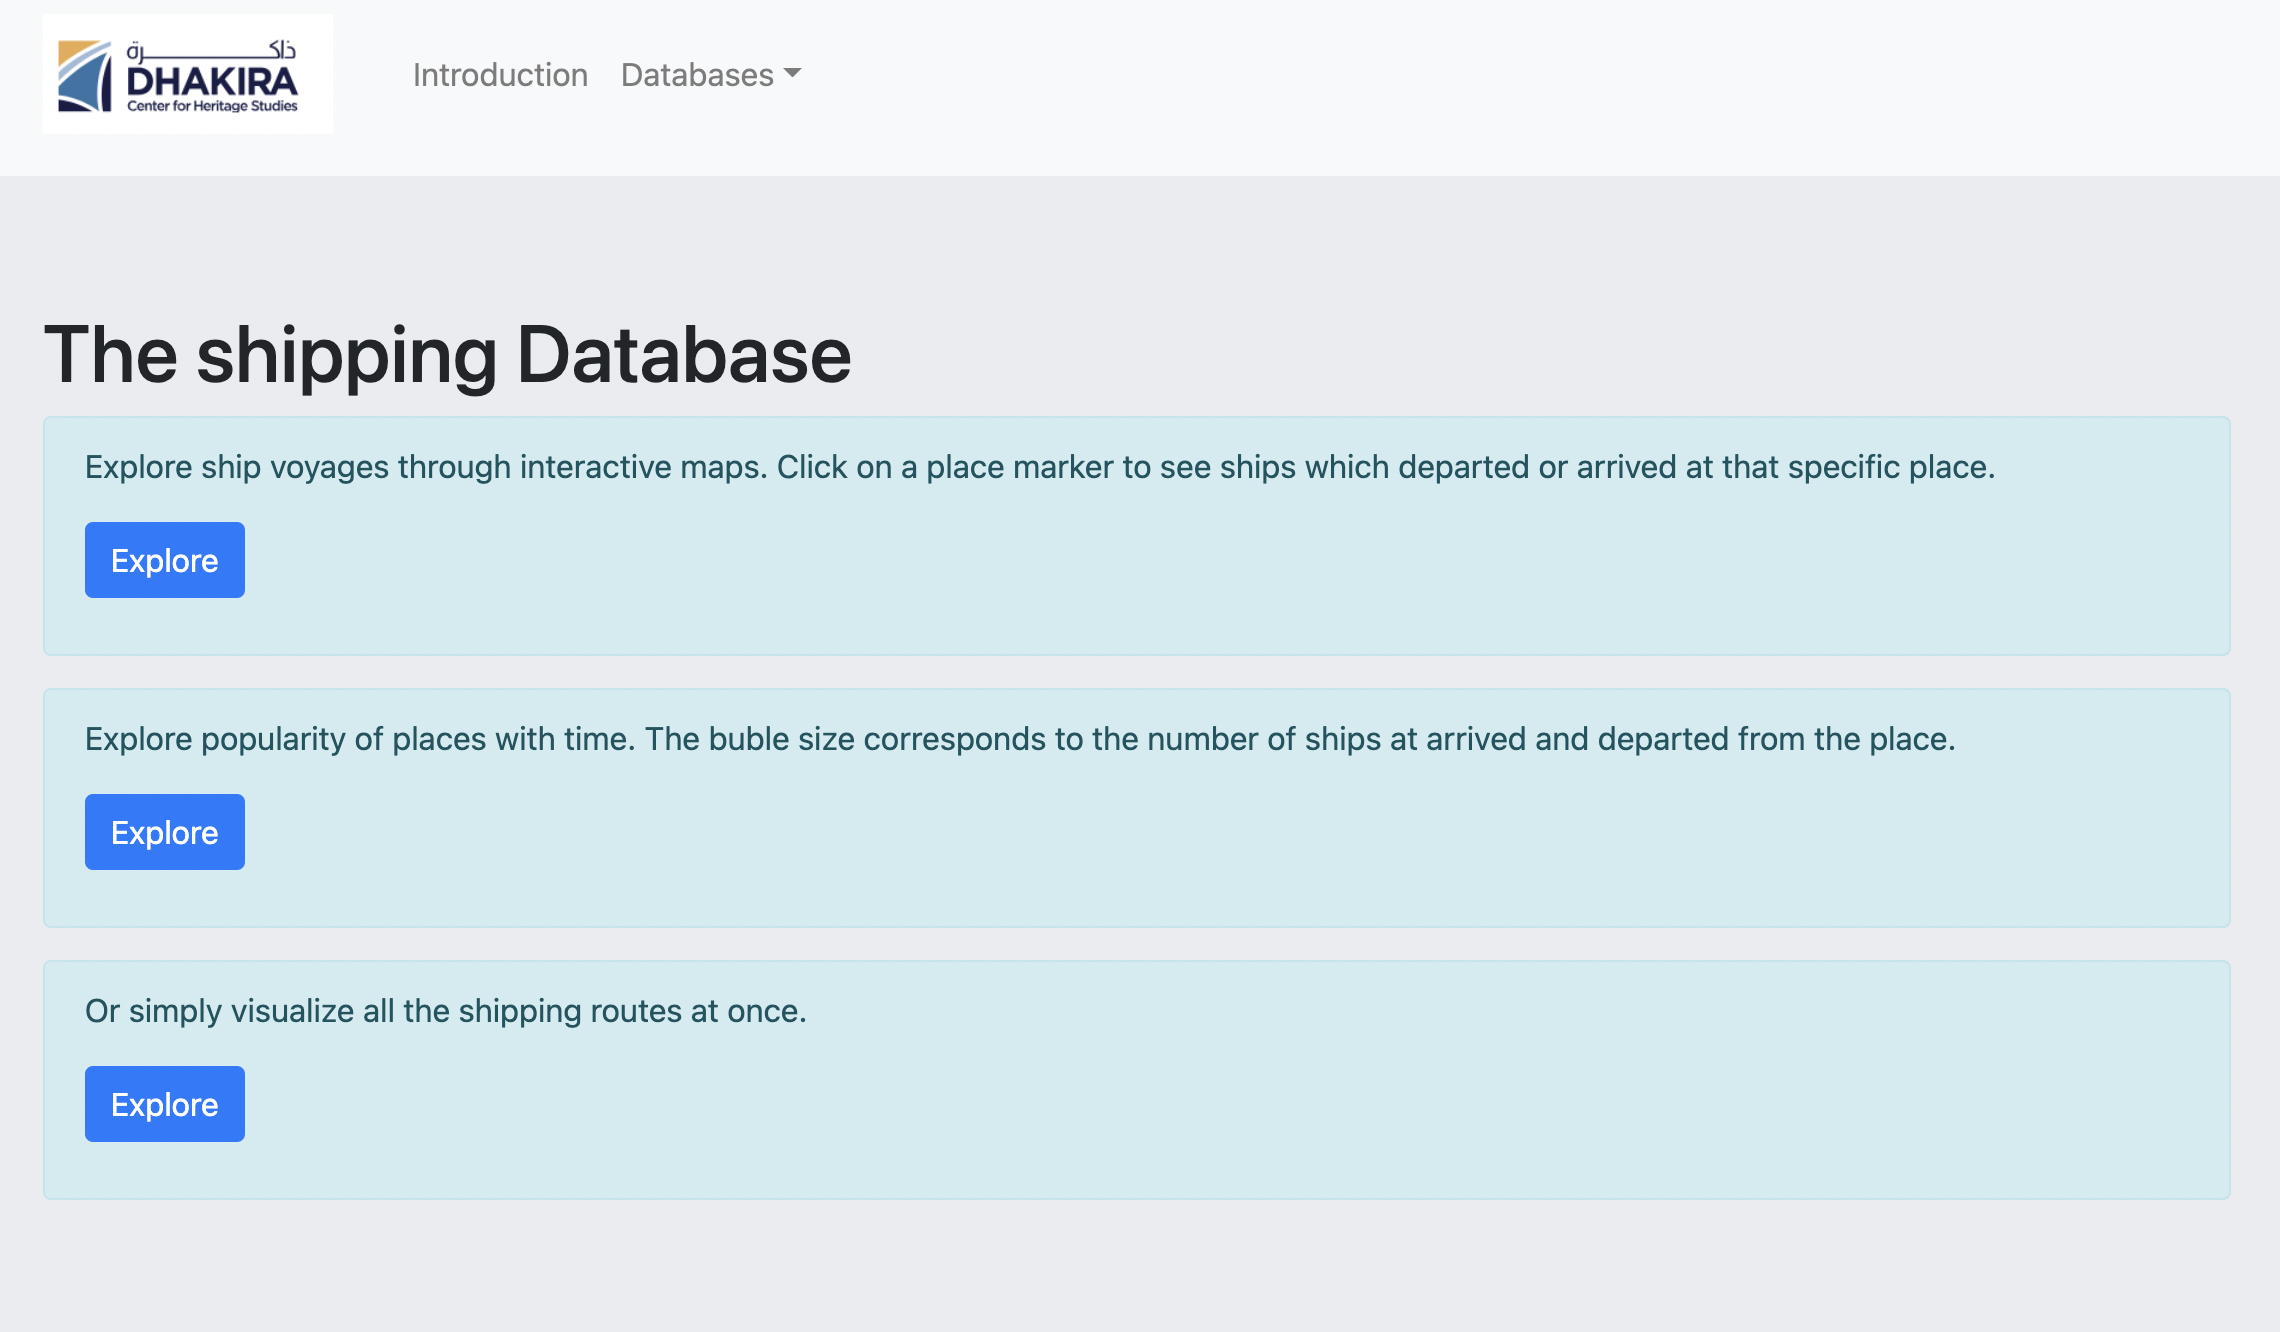 ذاكرة
DHAKIRA
Center for Heritage Studies
Introduction Databases
The shipping Database
Explore ship voyages through interactive maps. Click on a place marker to see ships which departed or arrived at that specific place.
Explore
Explore popularity of places with time. The buble size corresponds to the number of ships at arrived and departed from the place.
Explore
Or simply visualize all the shipping routes at once.
Explore